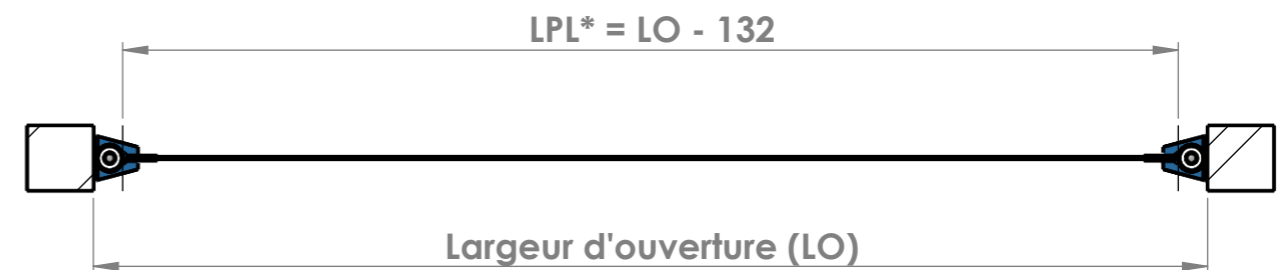 LPL* = LO - 132
Largeur d'ouverture (LO)